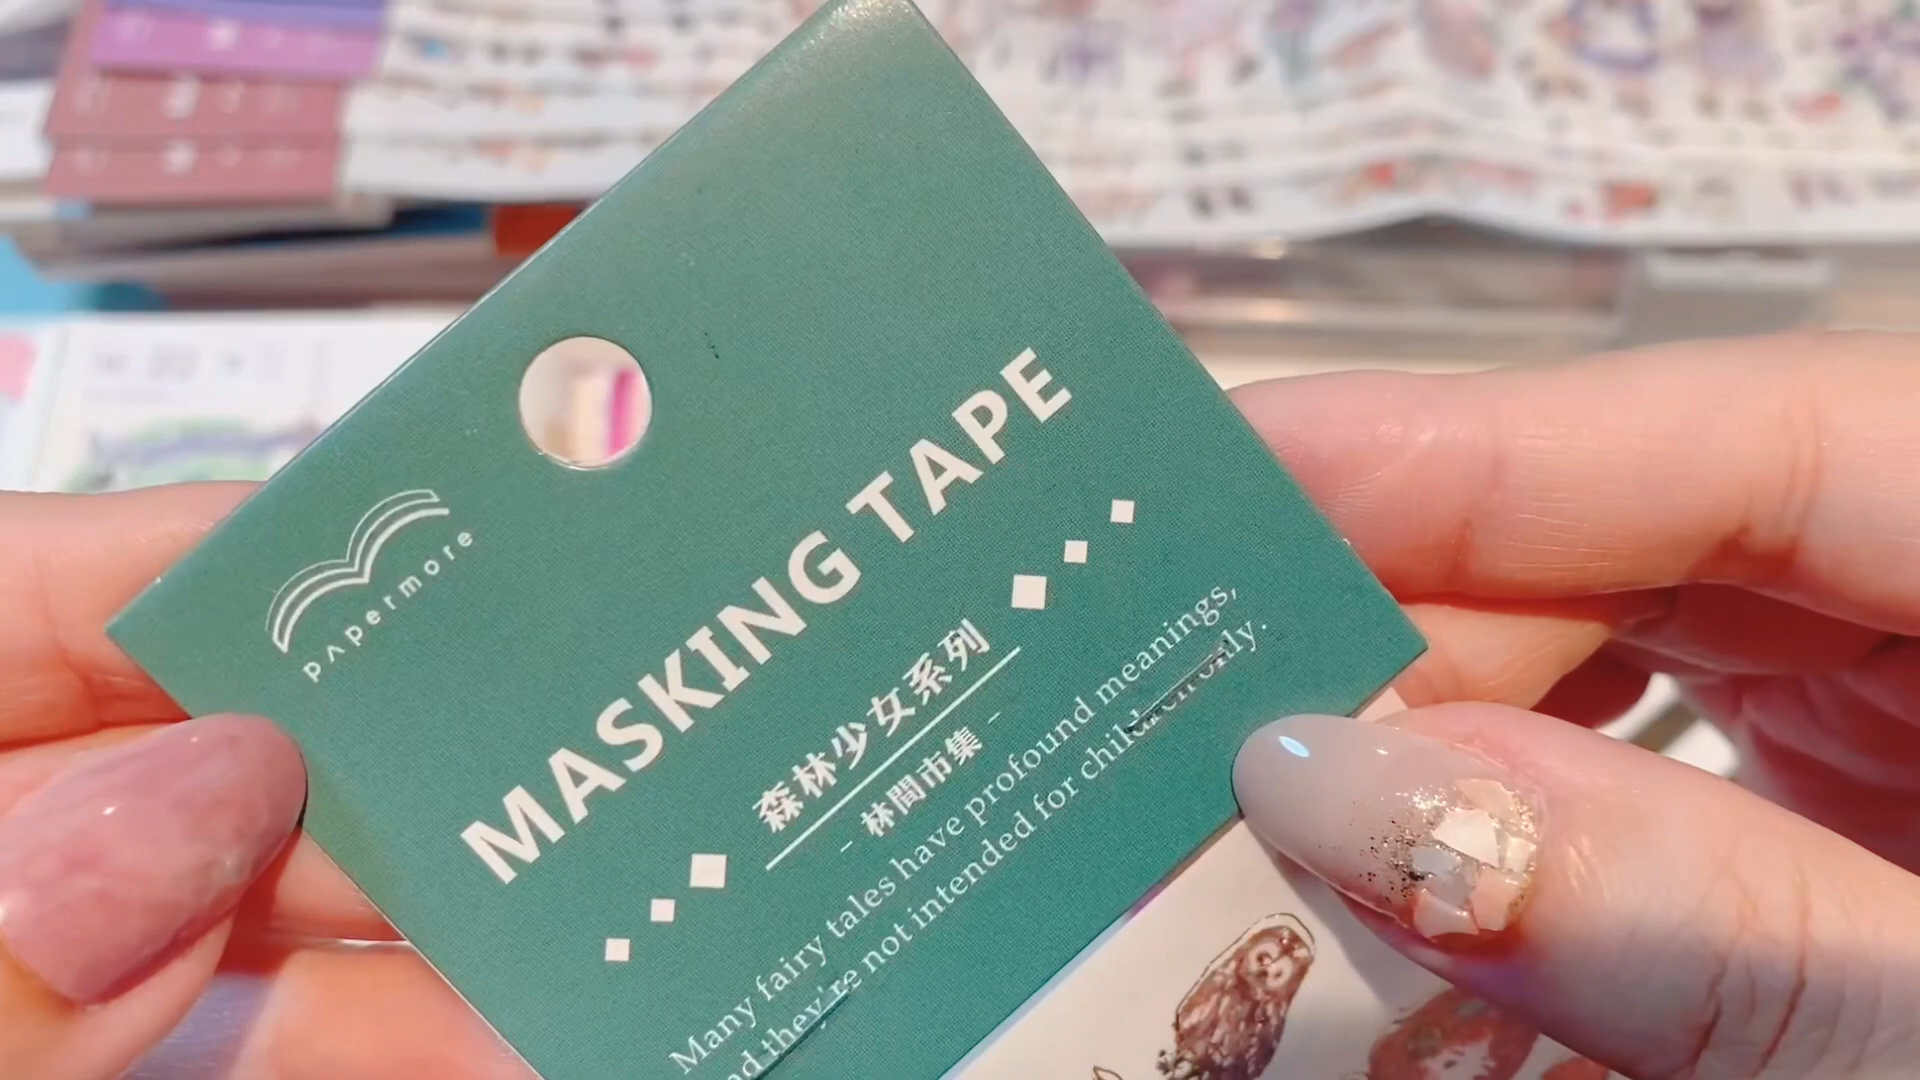 PAPermore
MASKING TAPE
森林少女系列
- 林間市集 -
Many fairy tales have profound meanings,
they're not intended for children only.